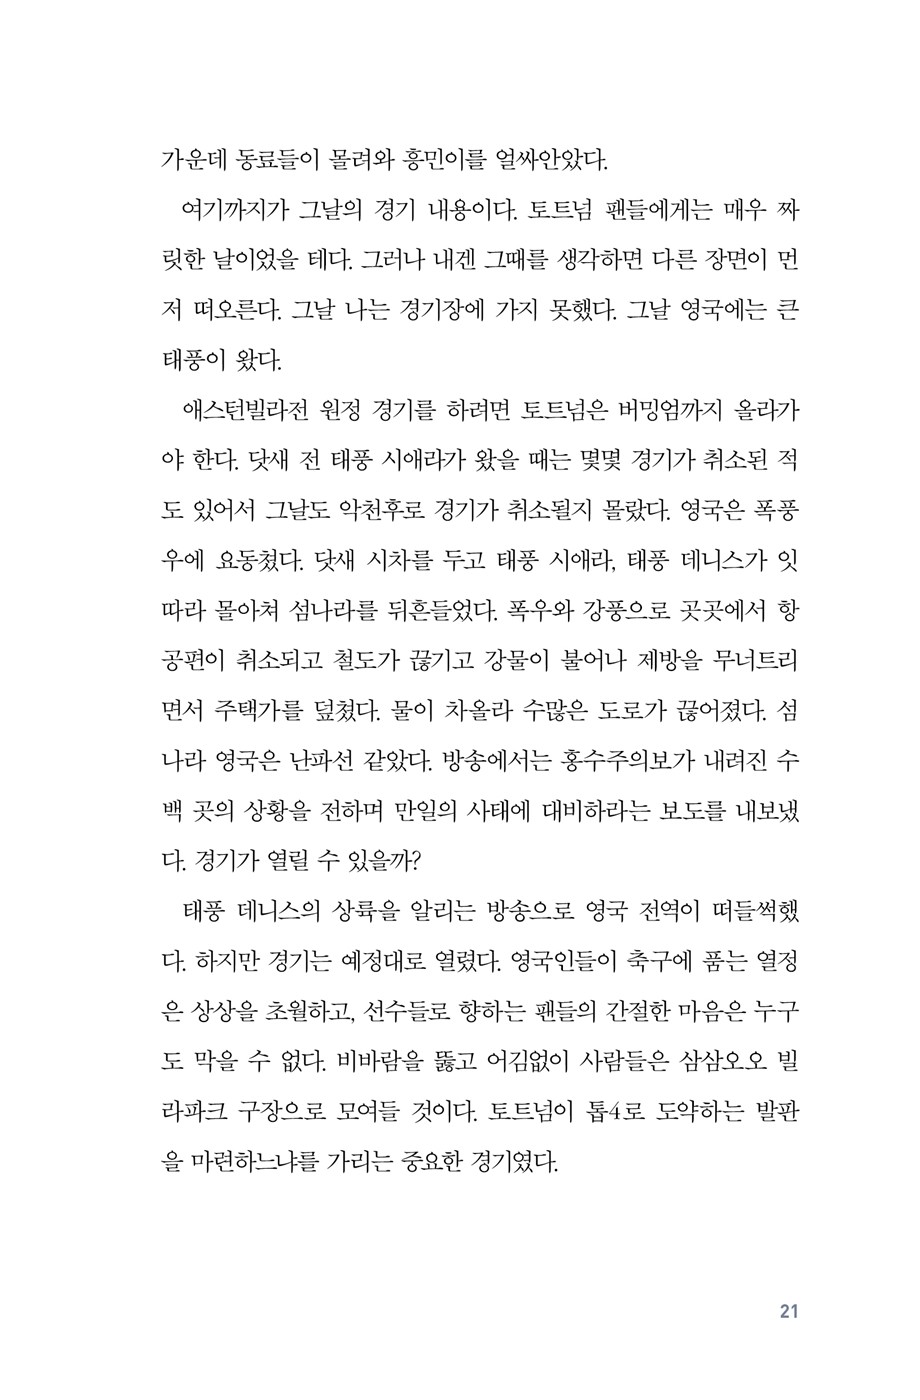 가운데 동료들이 몰려와 흥민이를 얼싸안았다.
여기까지가 그날의 경기 내용이다. 토트넘 팬들에게는 매우 짜
릿한 날이었을 테다. 그러나 내겐 그때를 생각하면 다른 장면이 먼
저 떠오른다. 그날 나는 경기장에 가지 못했다. 그날 영국에는 큰
태풍이 왔다.
애스턴빌라전 원정 경기를 하려면 토트넘은 버밍엄까지 올라가
야 한다. 닷새 전 태풍 시애라가 왔을 때는 몇몇 경기가 취소된 적
도 있어서 그날도 악천후로 경기가 취소될지 몰랐다. 영국은 폭풍
우에 요동쳤다. 닷새 시차를 두고 태풍 시애라, 태풍 데니스가 잇
따라 몰아쳐 섬나라를 뒤흔들었다. 폭우와 강풍으로 곳곳에서 항
공편이 취소되고 철도가 끊기고 강물이 불어나 제방을 무너트리
면서 주택가를 덮쳤다. 물이 차올라 수많은 도로가 끊어졌다. 섬
나라 영국은 난파선 같았다. 방송에서는 홍수주의보가 내려진 수
백 곳의 상황을 전하며 만일의 사태에 대비하라는 보도를 내보냈
다. 경기가 열릴 수 있을까?
태풍 데니스의 상륙을 알리는 방송으로 영국 전역이 떠들썩했
다. 하지만 경기는 예정대로 열렸다. 영국인들이 축구에 품는 열정
은 상상을 초월하고, 선수들로 향하는 팬들의 간절한 마음은 누구
도 막을 수 없다. 비바람을 뚫고 어김없이 사람들은 삼삼오오 빌
라파크 구장으로 모여들 것이다. 토트넘이 톱4로 도약하는 발판
을 마련하느냐를 가리는 중요한 경기였다.
21